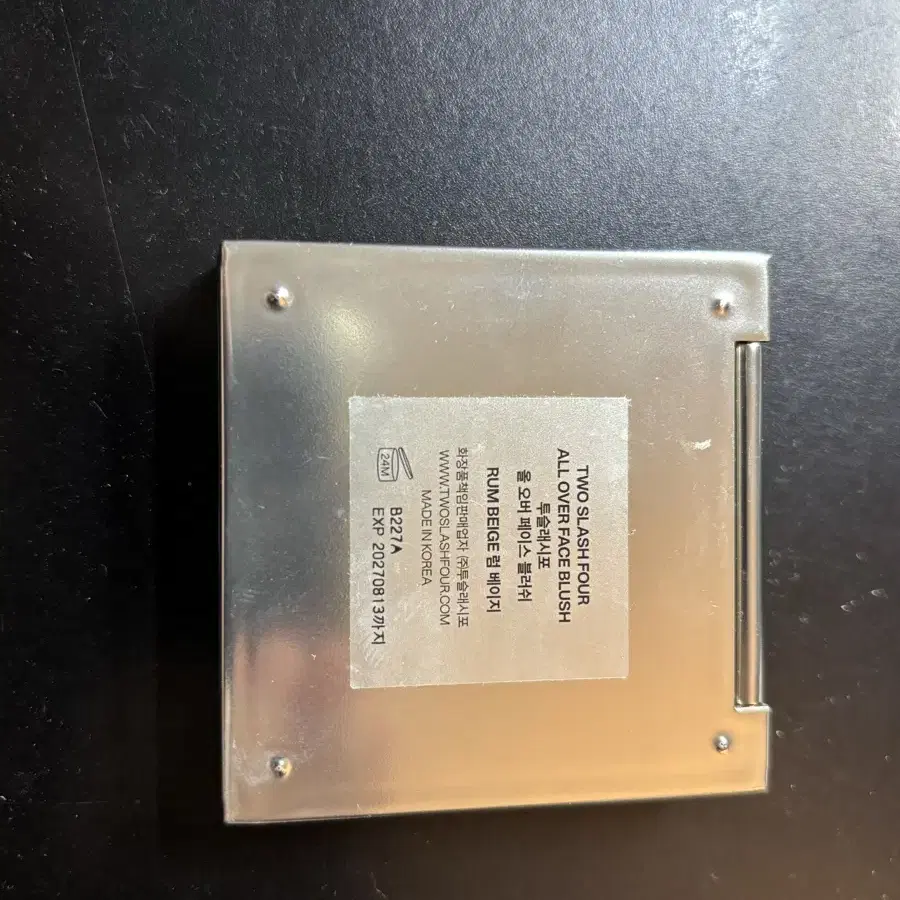 TWO SLASH FOUR
ALL OVER FACE BLUSH
투슬래시포
올 오버 페이스 블러쉬
RUM BEIGE 럼 베이지
화장품책임판매업자 ㈜투슬래시포
WWW.TWOSLASHFOUR.COM
MADE IN KOREA
24M
B227A
EXP 20270813까지